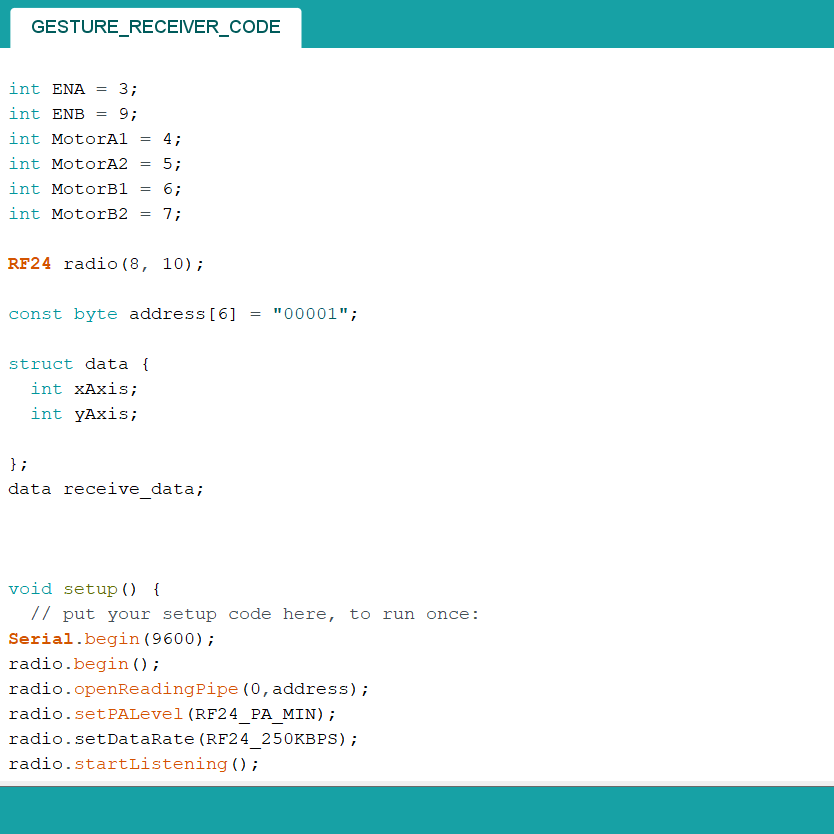 GESTURE_RECEIVER_CODE
int ENA = 3;
int ENB = 9;
int MotorA1 = 4;
int MotorA2 = 5;
int MotorB1 = 6;
int MotorB2 = 7;
RF24 radio(8, 10);
const byte address[6] = "00001";
struct data {
  int xAxis;
  int yAxis;
};
data receive_data;
void setup() {
  // put your setup code here, to run once:
Serial.begin(9600);
radio.begin();
radio.openReadingPipe(0,address);
radio.setPALevel(RF24_PA_MIN);
radio.setDataRate(RF24_250KBPS);
radio.startListening();